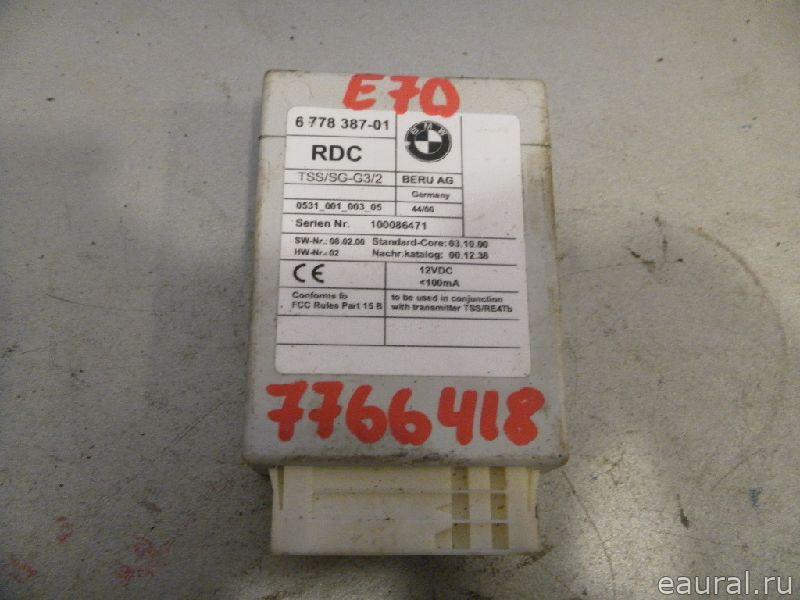 E70
6 778 387-01
BMW
RDC
TSS/SG-G3/2
BERU AG
Germany
0531_001_003_05
44/06
Serien Nr. 100086471
SW-Nr.: 08.02.00 Standard-Core: 03.10.00
HW-Nr.: 02 Nachr.katalog: 00.12.38
CE
12VDC
<100mA
Conforms to
FCC Rules Part 15 B
to be used in conjunction
with transmitter TSS/RE4Tb
7766418
eaural.ru